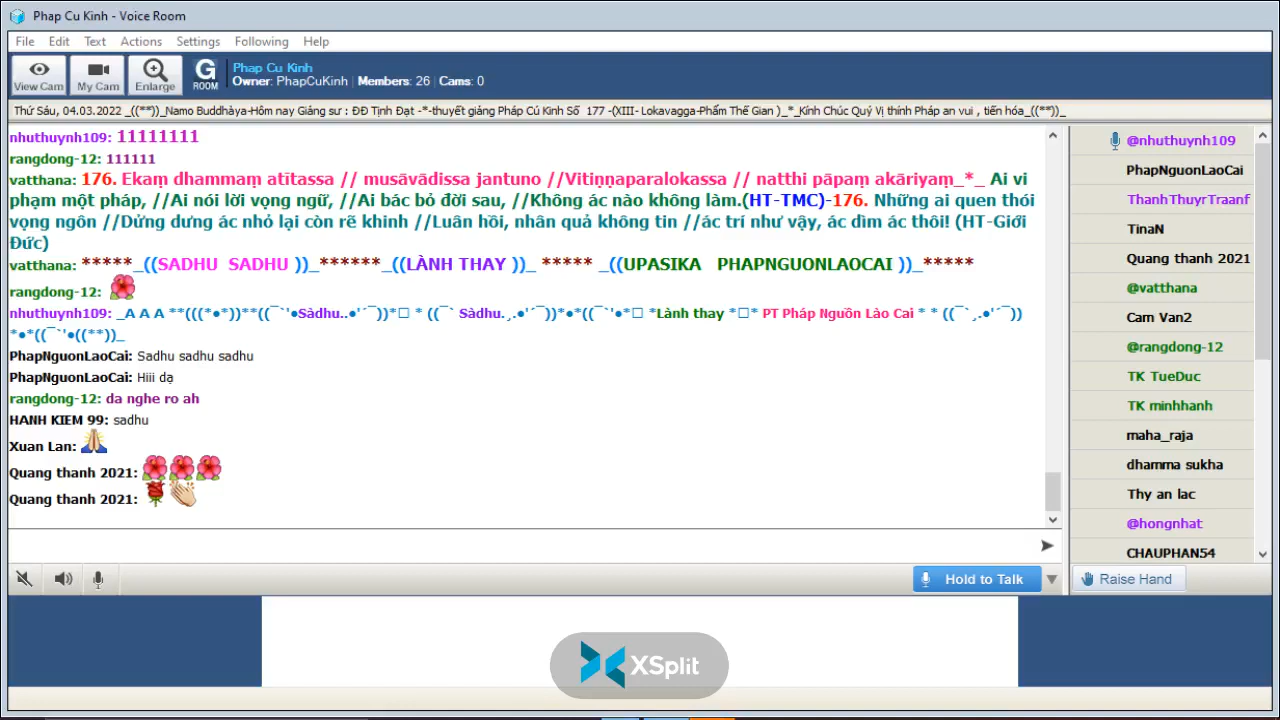 Phap Cu Kinh - Voice Room
File Edit Text Actions Settings Following Help
View Cam My Cam Enlarge G ROOM
Phap Cu Kinh
Owner: PhapCuKinh | Members: 26 | Cams: 0
Thứ Sáu, 04.03.2022 _((**))_Namo Buddhàya-Hôm nay Giảng sư : ĐĐ Tịnh Đạt -*-thuyết giảng Pháp Cú Kinh Số 177 -(XIII- Lokavagga-Phẩm Thế Gian )_*_Kính Chúc Quý Vị thính Pháp an vui , tiến hóa_((**))_
nhuthuynh109: 11111111
rangdong-12: 111111
vatthana: 176. Ekaṃ dhammaṃ atītassa // musāvādissa jantuno //Vitiṇṇaparalokassa // natthi pāpaṃ akāriyaṃ_*_ Ai vi
phạm một pháp, //Ai nói lời vọng ngữ, //Ai bác bỏ đời sau, //Không ác nào không làm.(HT-TMC)-176. Những ai quen thói
vọng ngôn //Dửng dưng ác nhỏ lại còn rẽ khinh //Luân hồi, nhân quả không tin //ác trí như vậy, ác dìm ác thôi! (HT-Giới
Đức)
vatthana: *****_((SADHU SADHU ))_******_((LÀNH THAY ))_ ***** _((UPASIKA PHAPNGUONLAOCAI ))_*****
rangdong-12:
nhuthuynh109: _A A A **(((*●*))**((¯`'●Sàdhu..●'´¯))*□ * ((¯` Sàdhu.¸.●'´¯))*●*((¯`'●*□ *Lành thay *□* PT Pháp Nguồn Lào Cai * * ((¯`¸.●'´¯))
*●*((¯`'●((**))_
PhapNguonLaoCai: Sadhu sadhu sadhu
PhapNguonLaoCai: Hiii dạ
rangdong-12: da nghe ro ah
HANH KIEM 99: sadhu
Xuan Lan:
Quang thanh 2021:
Quang thanh 2021:
Hold to Talk
@nhuthuynh109
PhapNguonLaoCai
ThanhThuyrTraanf
TinaN
Quang thanh 2021
@vatthana
Cam Van2
@rangdong-12
TK TueDuc
TK minhhanh
maha_raja
dhamma sukha
Thy an lac
@hongnhat
CHAUPHAN54
Raise Hand
XSplit